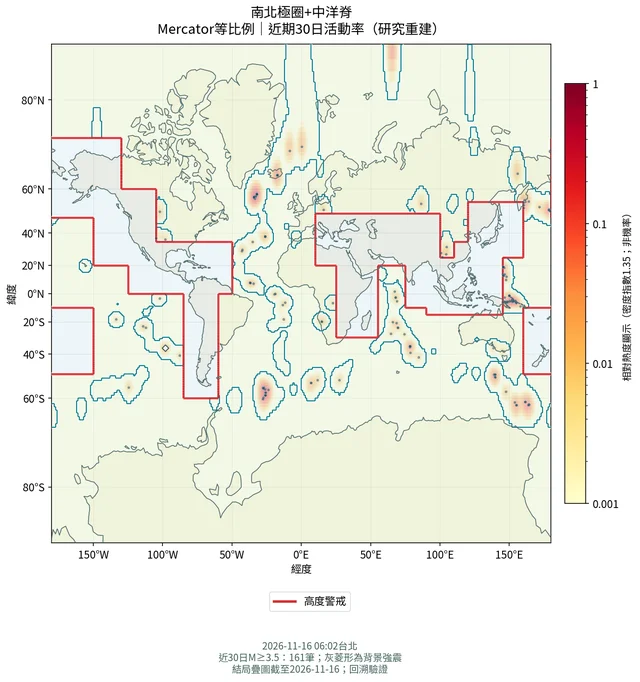 南北極圈+中洋脊
Mercator等比例｜近期30日活動率（研究重建）
80°N
60°N
40°N
20°N
0°N
20°S
40°S
60°S
80°S
緯度
150°W
100°W
50°W
0°E
50°E
100°E
150°E
經度
1
0.1
0.01
0.001
相對熱度顯示（密度指數1.35；非機率）
高度警戒
2026-11-16 06:02台北
近30日M≥3.5：161筆；灰菱形為背景強震
結局疊圖截至2026-11-16；回溯驗證